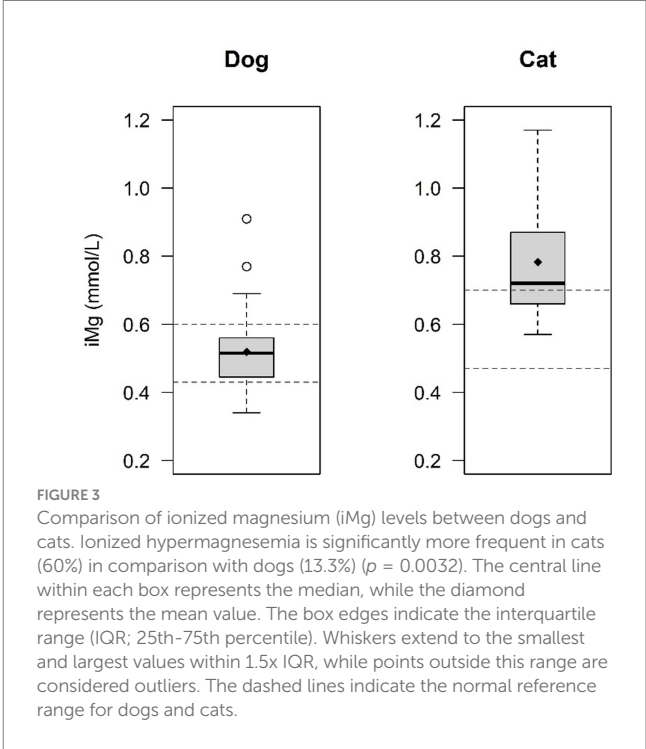 Dog Cat
1.2 1.2
1.0 1.0
0.8 0.8
iMg (mmol/L)
0.6 0.6
0.4 0.4
0.2 0.2
FIGURE 3
Comparison of ionized magnesium (iMg) levels between dogs and
cats. Ionized hypermagnesemia is significantly more frequent in cats
(60%) in comparison with dogs (13.3%) (p = 0.0032). The central line
within each box represents the median, while the diamond
represents the mean value. The box edges indicate the interquartile
range (IQR; 25th-75th percentile). Whiskers extend to the smallest
and largest values within 1.5x IQR, while points outside this range are
considered outliers. The dashed lines indicate the normal reference
range for dogs and cats.